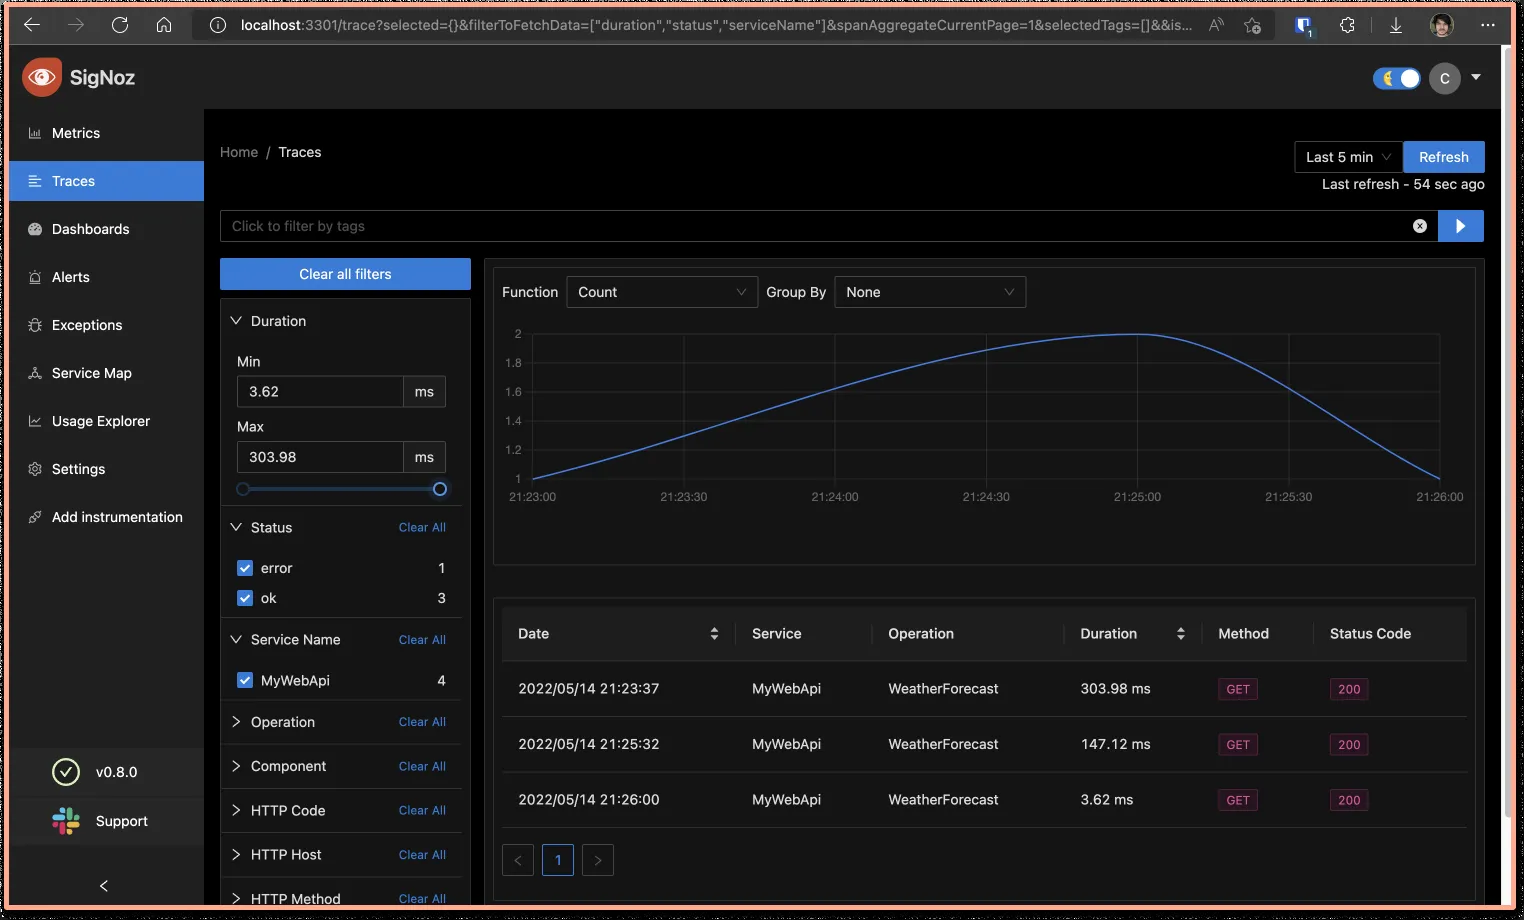 localhost:3301/trace?selected={}&filterToFetchData=["duration","status","serviceName"]&spanAggregateCurrentPage=1&selectedTags=[]&&is...
1
SigNoz
C
Metrics
Traces
Dashboards
Alerts
Exceptions
Service Map
Usage Explorer
Settings
Add instrumentation
v0.8.0
Support
Home / Traces
Last 5 min
Refresh
Last refresh - 54 sec ago
Click to filter by tags
Clear all filters
Duration
Min
3.62 ms
Max
303.98 ms
Status Clear All
error 1
ok 3
Service Name Clear All
MyWebApi 4
Operation Clear All
Component Clear All
HTTP Code Clear All
HTTP Host Clear All
HTTP Method Clear All
Function Count Group By None
2
1.8
1.6
1.4
1.2
1
21:23:00 21:23:30 21:24:00 21:24:30 21:25:00 21:25:30 21:26:00
Date Service Operation Duration Method Status Code
2022/05/14 21:23:37 MyWebApi WeatherForecast 303.98 ms GET 200
2022/05/14 21:25:32 MyWebApi WeatherForecast 147.12 ms GET 200
2022/05/14 21:26:00 MyWebApi WeatherForecast 3.62 ms GET 200
< 1 >